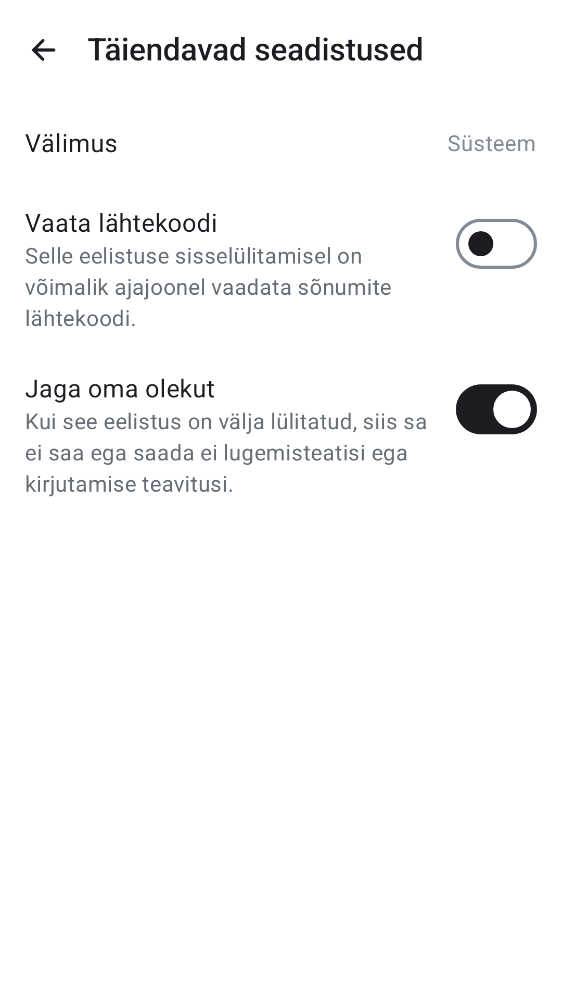 Täiendavad seadistused
Välimus
Süsteem
Vaata lähtekoodi
Selle eelistuse sisselülitamisel on
võimalik ajajoonel vaadata sõnumite
lähtekoodi.
Jaga oma olekut
Kui see eelistus on välja lülitatud, siis sa
ei saa ega saada ei lugemisteatisi ega
kirjutamise teavitusi.